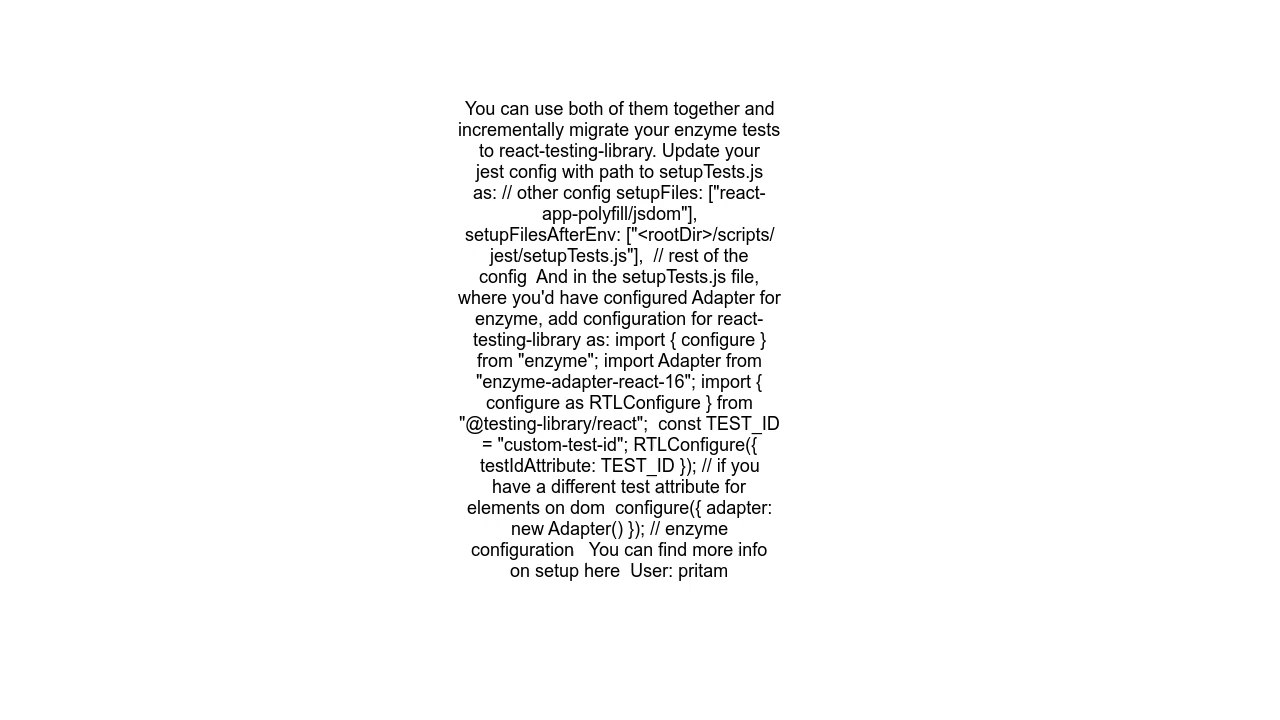 You can use both of them together and
incrementally migrate your enzyme tests
to react-testing-library. Update your
jest config with path to setupTests.js
as: // other config setupFiles: ["react-
app-polyfill/jsdom"],
setupFilesAfterEnv: ["<rootDir>/scripts/
jest/setupTests.js"],  // rest of the
config  And in the setupTests.js file,
where you'd have configured Adapter for
enzyme, add configuration for react-
testing-library as: import { configure }
from "enzyme"; import Adapter from
"enzyme-adapter-react-16"; import {
configure as RTLConfigure } from
"@testing-library/react";  const TEST_ID
= "custom-test-id"; RTLConfigure({
testIdAttribute: TEST_ID }); // if you
have a different test attribute for
elements on dom  configure({ adapter:
new Adapter() }); // enzyme
configuration   You can find more info
on setup here  User: pritam